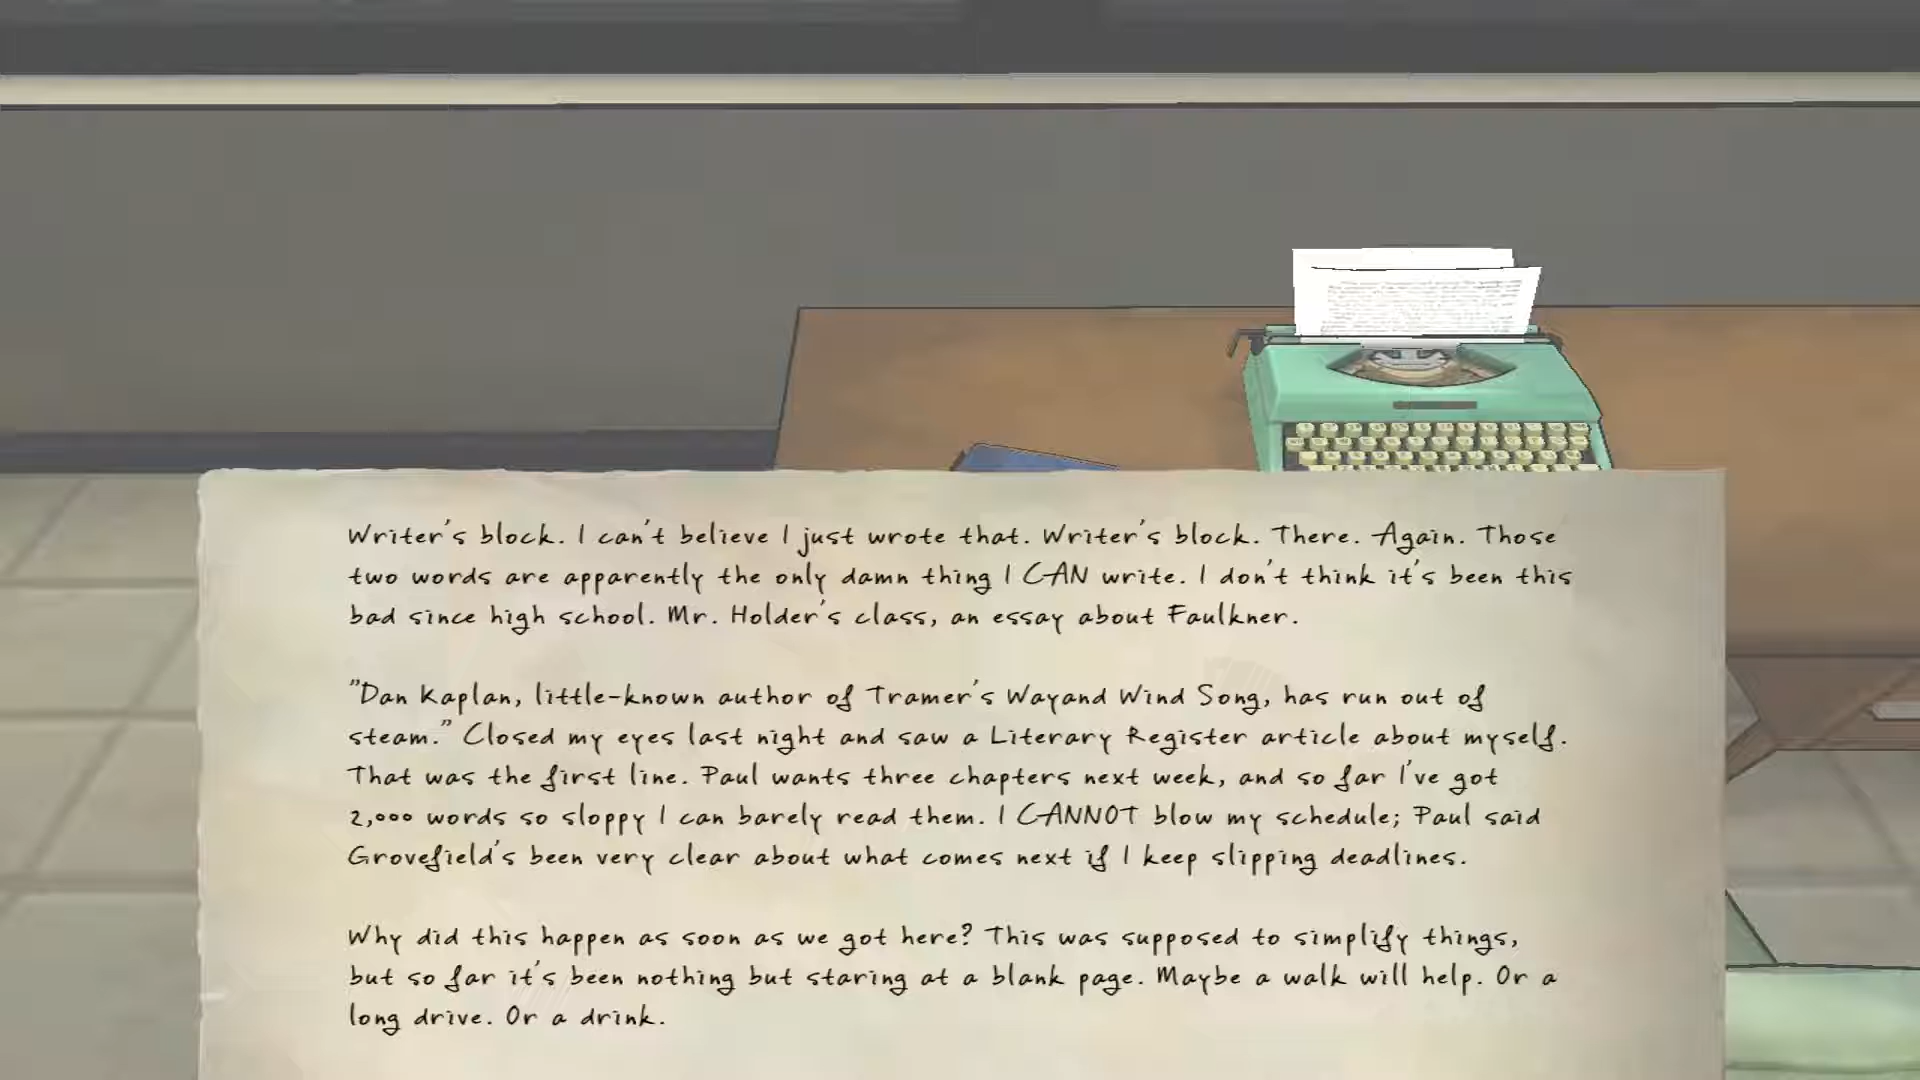 Writer's block. I can't believe I just wrote that. Writer's block. There. Again. Those
two words are apparently the only damn thing I CAN write. I don't think it's been this
bad since high school. Mr. Holder's class, an essay about Faulkner.
"Dan Kaplan, little-known author of Tramer's Wayand Wind Song, has run out of
steam." Closed my eyes last night and saw a Literary Register article about myself.
That was the first line. Paul wants three chapters next week, and so far I've got
2,000 words so sloppy I can barely read them. I CANNOT blow my schedule; Paul said
Grovefield's been very clear about what comes next if I keep slipping deadlines.
Why did this happen as soon as we got here? This was supposed to simplify things,
but so far it's been nothing but staring at a blank page. Maybe a walk will help. Or a
long drive. Or a drink.